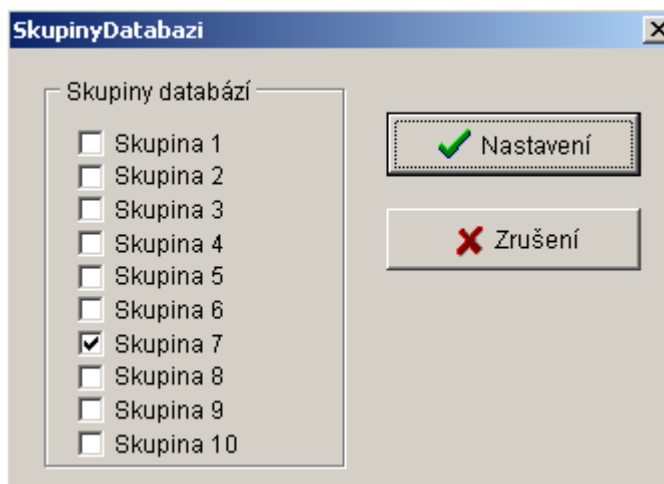 SkupinyDatabazi
Skupiny databází
Skupina 1
Skupina 2
Skupina 3
Skupina 4
Skupina 5
Skupina 6
Skupina 7
Skupina 8
Skupina 9
Skupina 10
Nastavení
Zrušení